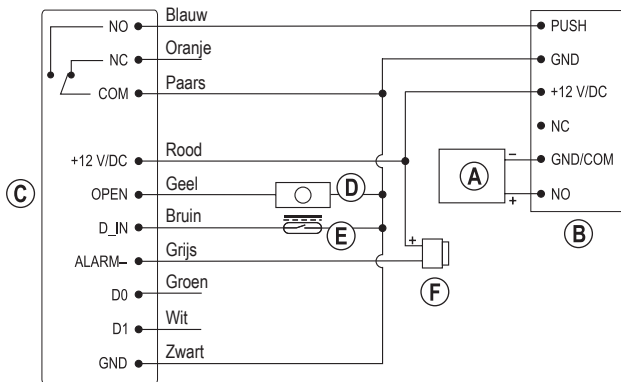 NO Blauw PUSH
NC Oranje GND
COM Paars +12 V/DC
NC
+12 V/DC Rood − GND/COM
A
C OPEN Geel D + NO
D_IN Bruin E B
ALARM− Grijs + F
D0 Groen
D1 Wit
GND Zwart